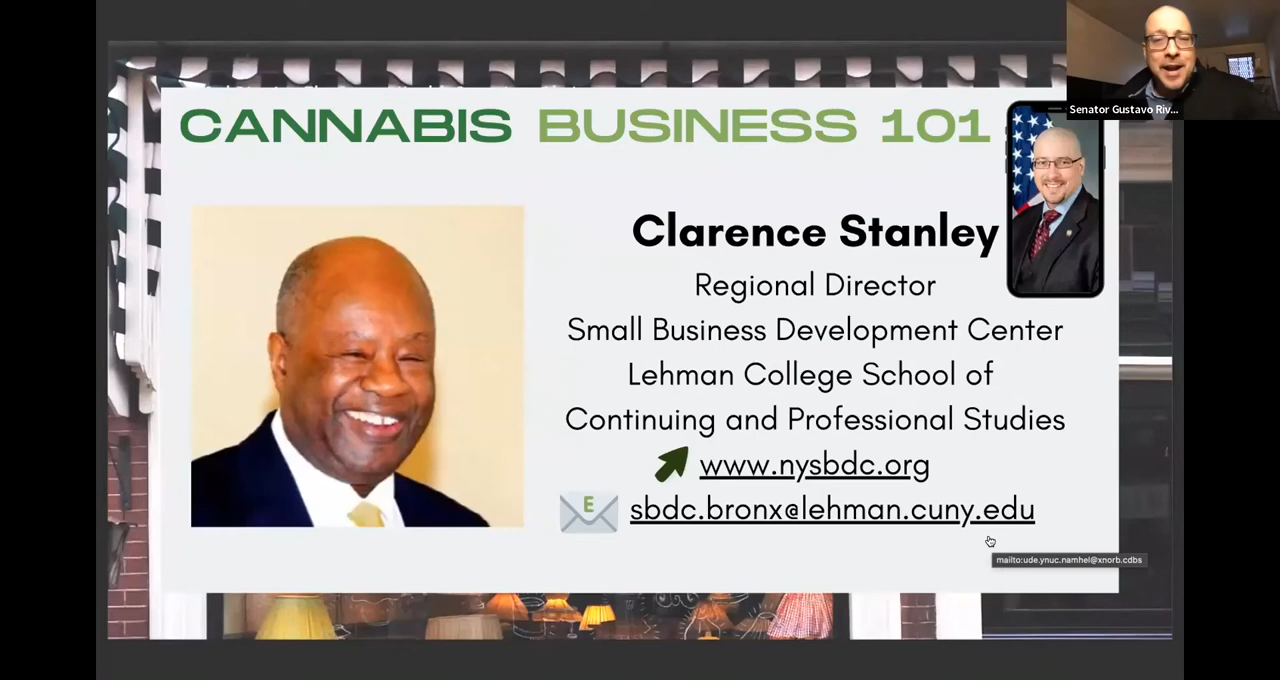 Senator Gustavo Riv...
CANNABIS BUSINESS 101
Clarence Stanley
Regional Director
Small Business Development Center
Lehman College School of
Continuing and Professional Studies
www.nysbdc.org
E
sbdc.bronx@lehman.cuny.edu
mailto:ude.ynuc.namhel@xnorb.cdbs